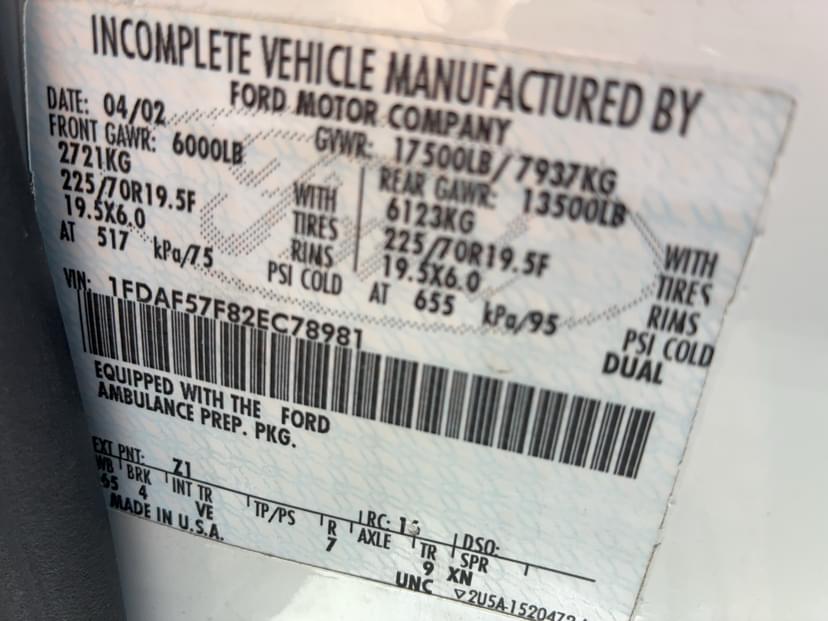 INCOMPLETE VEHICLE MANUFACTURED BY
FORD MOTOR COMPANY
DATE: 04/02 GVWR: 17500LB/7937KG
FRONT GAWR: 6000LB REAR GAWR: 13500LB
2721KG WITH 6123KG WITH
225/70R19.5F TIRES 225/70R19.5F TIRES
19.5X6.0 RIMS 19.5X6.0 RIMS
AT 517 kPa/75 PSI COLD AT 655 kPa/95 PSI COLD
DUAL
VIN: 1FDAF57F82EC78981
EQUIPPED WITH THE FORD
AMBULANCE PREP. PKG.
EXT PNT: Z1 RC: DSO:
WB BRK INT TR TP/PS R AXLE TR SPR
65 4 VE 7 9 XN
MADE IN U.S.A. UNC